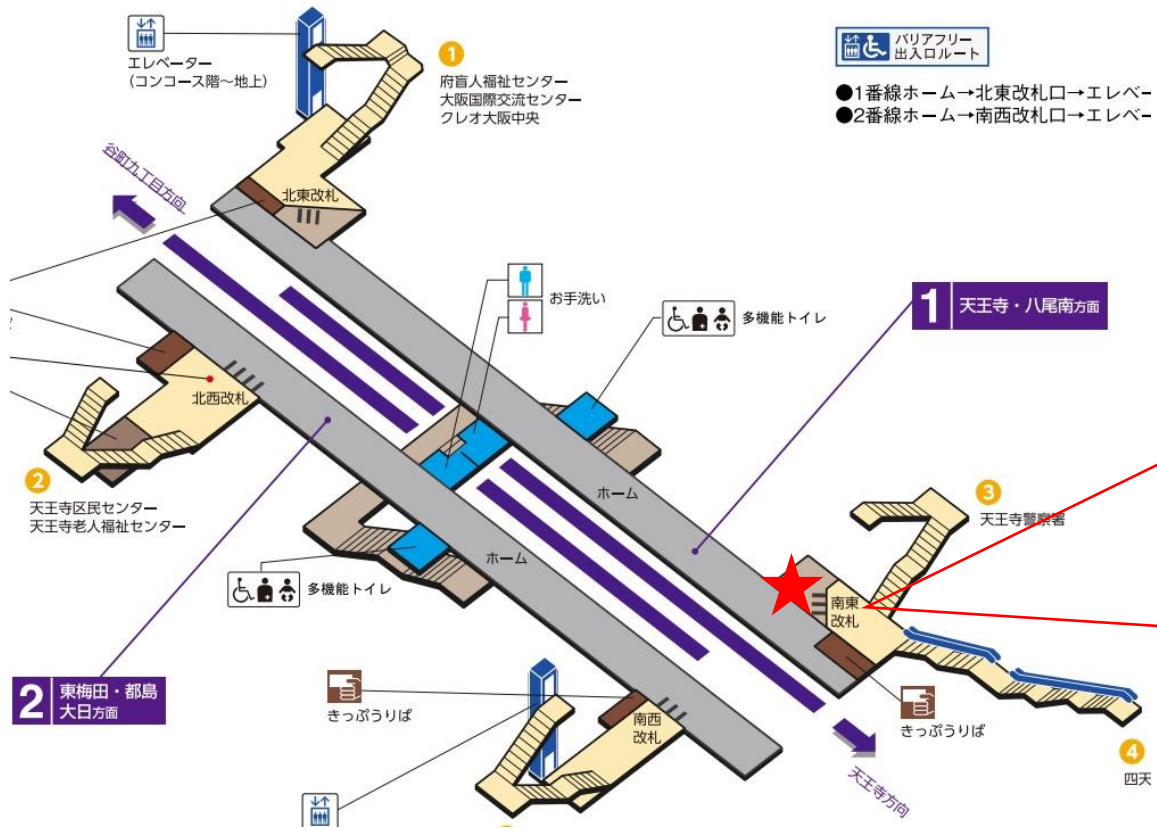 エレベーター
(コンコース階〜地上)
1
府盲人福祉センター
大阪国際交流センター
クレオ大阪中央
バリアフリー
出入口ルート
●1番線ホーム→北東改札口→エレベー
●2番線ホーム→南西改札口→エレベー
谷町九丁目方向
北東改札
お手洗い
多機能トイレ
1 天王寺・八尾南方面
北西改札
2
天王寺区民センター
天王寺老人福祉センター
ホーム
3
天王寺警察署
ホーム
多機能トイレ
南東
改札
2 東梅田・都島
大日方面
きっぷうりば
南西
改札
きっぷうりば
天王寺方向
4
四天